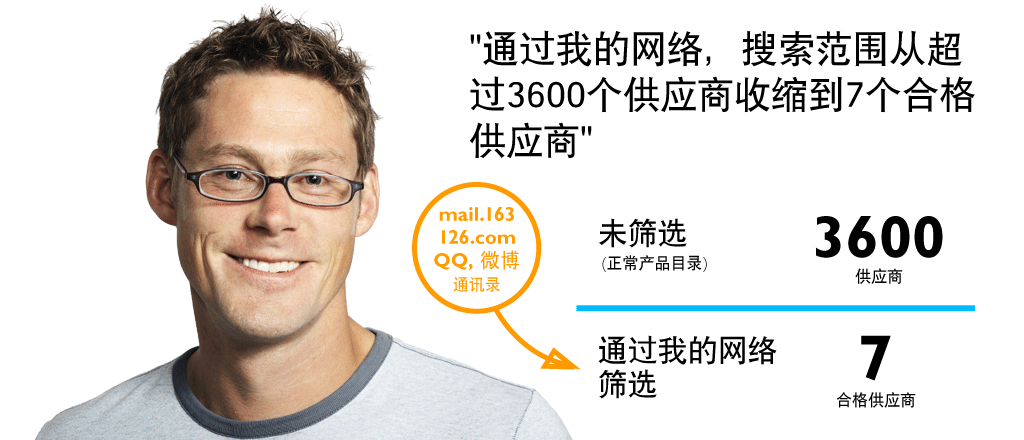 "通过我的网络，搜索范围从超
过3600个供应商收缩到7个合格
供应商"
mail.163
126.com
QQ, 微博
通讯录
未筛选
(正常产品目录)
3600
供应商
通过我的网络
筛选
7
合格供应商